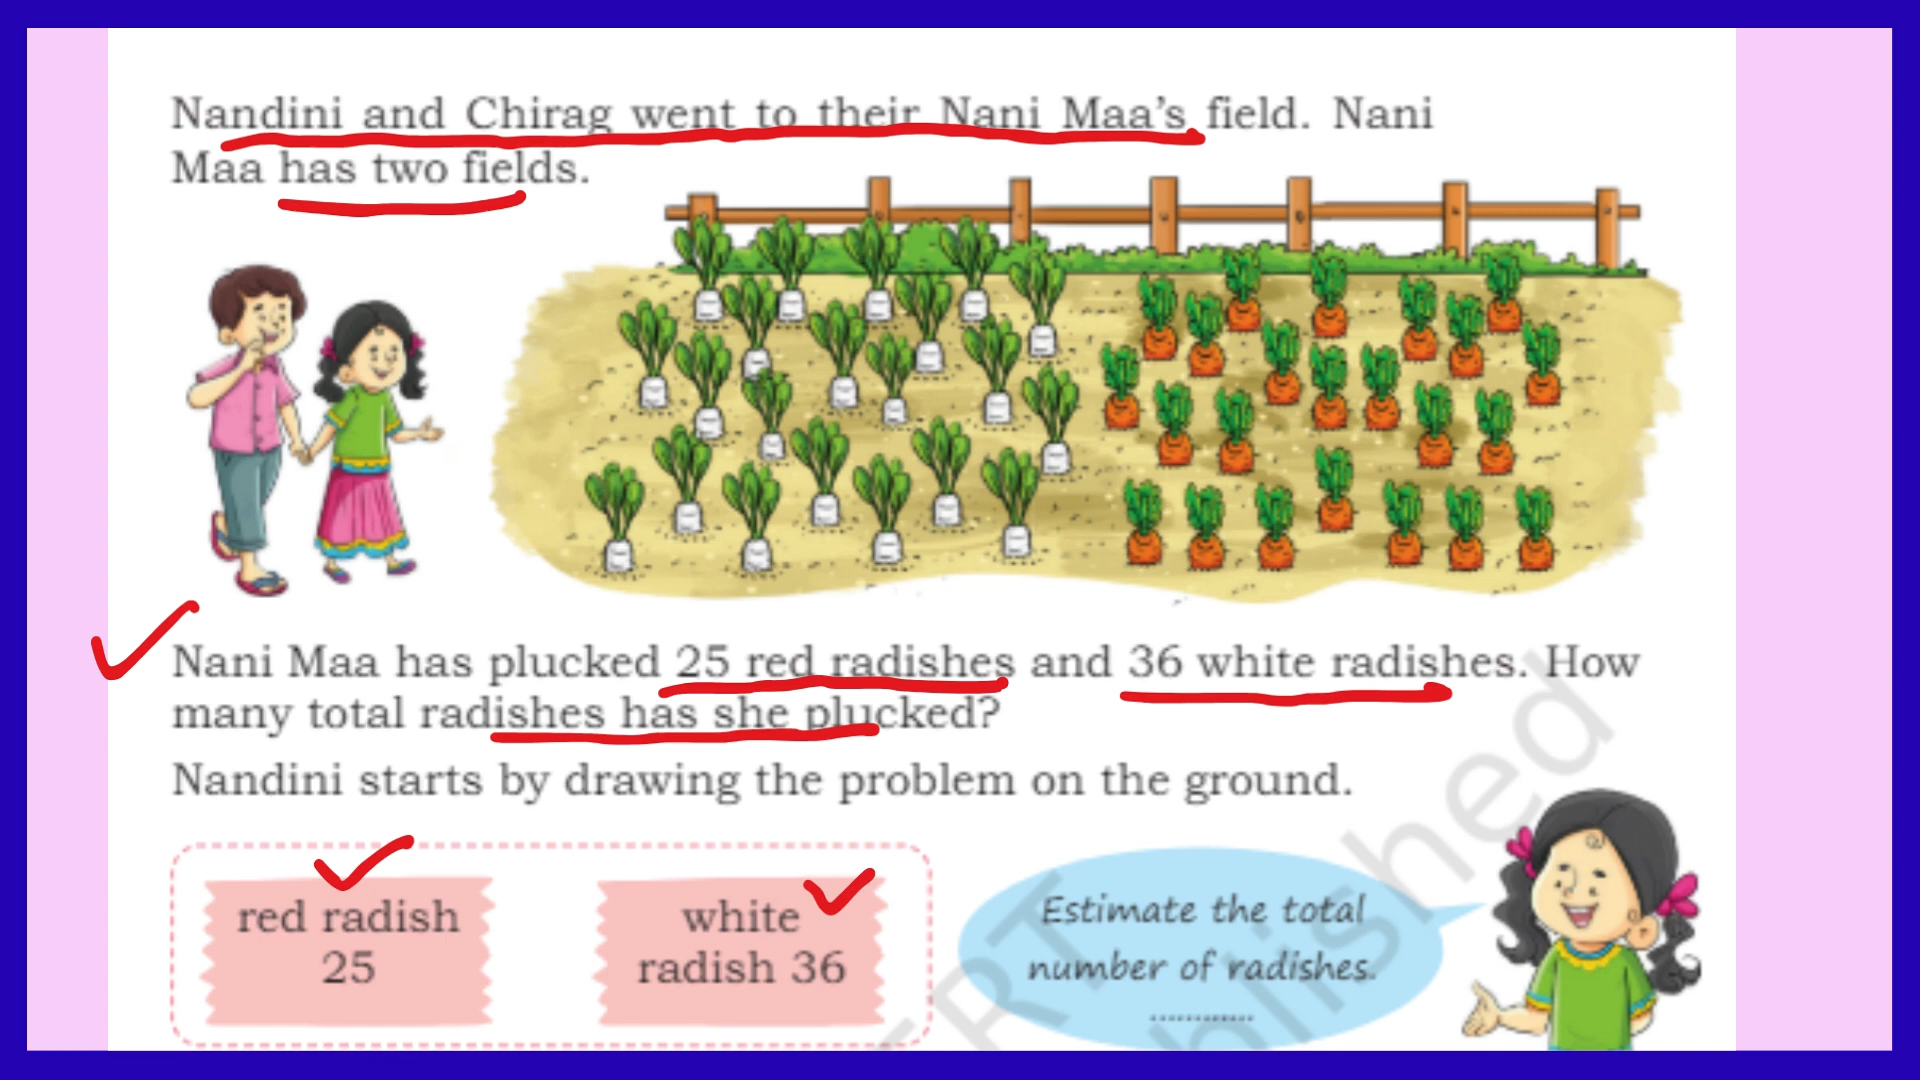 Nandini and Chirag went to their Nani Maa's field. Nani
Maa has two fields.
Nani Maa has plucked 25 red radishes and 36 white radishes. How
many total radishes has she plucked?
Nandini starts by drawing the problem on the ground.
red radish
25
white
radish 36
Estimate the total
number of radishes.
............